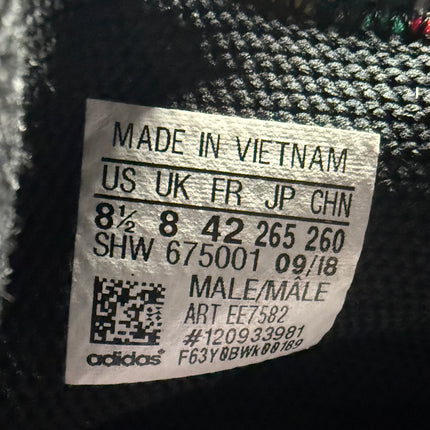 MADE IN VIETNAM
US UK FR JP CHN
8½ 8 42 265 260
SHW 675001 09/18
MALE/MÂLE
ART EE7582
#120933981
adidas® F63Y0BWk00189